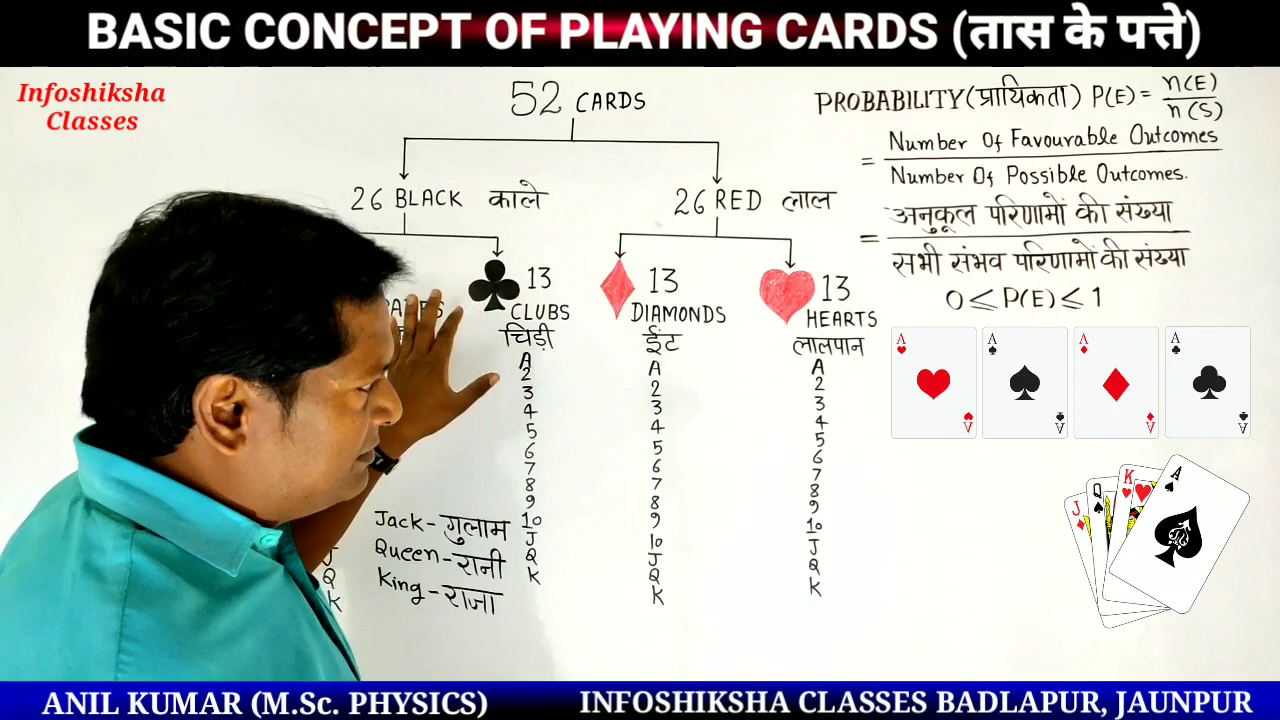 BASIC CONCEPT OF PLAYING CARDS (तास के पत्ते)
Infoshiksha
Classes
52 CARDS
26 BLACK काले
26 RED लाल
13
CLUBS
चिड़ी
A
2
3
4
5
6
7
8
9
10
J
Q
K
13
DIAMONDS
ईंट
A
2
3
4
5
6
7
8
9
10
J
Q
K
13
HEARTS
लालपान
A
2
3
4
5
6
7
8
9
10
J
Q
K
J
Q
K
Jack-गुलाम
Queen-रानी
King-राजा
PROBABILITY(प्रायिकता) P(E)= n(E)
n(S)
= Number Of Favourable Outcomes
Number Of Possible Outcomes.
= अनुकूल परिणामों की संख्या
सभी संभव परिणामों की संख्या
0 ≤ P(E) ≤ 1
A
A
A
A
A
A
A
A
J
Q
K
A
ANIL KUMAR (M.Sc. PHYSICS)
INFOSHIKSHA CLASSES BADLAPUR, JAUNPUR